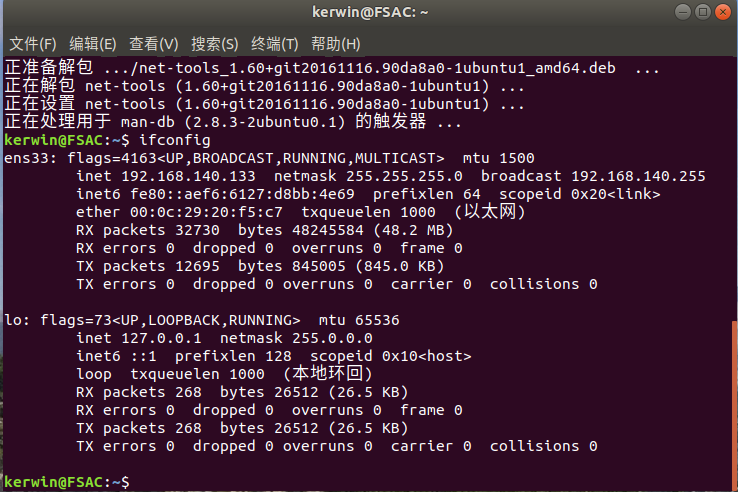 kerwin@FSAC: ~
文件(F) 编辑(E) 查看(V) 搜索(S) 终端(T) 帮助(H)
正准备解包 .../net-tools_1.60+git20161116.90da8a0-1ubuntu1_amd64.deb  ...
正在解包 net-tools (1.60+git20161116.90da8a0-1ubuntu1) ...
正在设置 net-tools (1.60+git20161116.90da8a0-1ubuntu1) ...
正在处理用于 man-db (2.8.3-2ubuntu0.1) 的触发器 ...
kerwin@FSAC:~$ ifconfig
ens33: flags=4163<UP,BROADCAST,RUNNING,MULTICAST>  mtu 1500
        inet 192.168.140.133  netmask 255.255.255.0  broadcast 192.168.140.255
        inet6 fe80::aef6:6127:d8bb:4e69  prefixlen 64  scopeid 0x20<link>
        ether 00:0c:29:20:f5:c7  txqueuelen 1000  (以太网)
        RX packets 32730  bytes 48245584 (48.2 MB)
        RX errors 0  dropped 0  overruns 0  frame 0
        TX packets 12695  bytes 845005 (845.0 KB)
        TX errors 0  dropped 0 overruns 0  carrier 0  collisions 0
lo: flags=73<UP,LOOPBACK,RUNNING>  mtu 65536
        inet 127.0.0.1  netmask 255.0.0.0
        inet6 ::1  prefixlen 128  scopeid 0x10<host>
        loop  txqueuelen 1000  (本地环回)
        RX packets 268  bytes 26512 (26.5 KB)
        RX errors 0  dropped 0  overruns 0  frame 0
        TX packets 268  bytes 26512 (26.5 KB)
        TX errors 0  dropped 0 overruns 0  carrier 0  collisions 0
kerwin@FSAC:~$